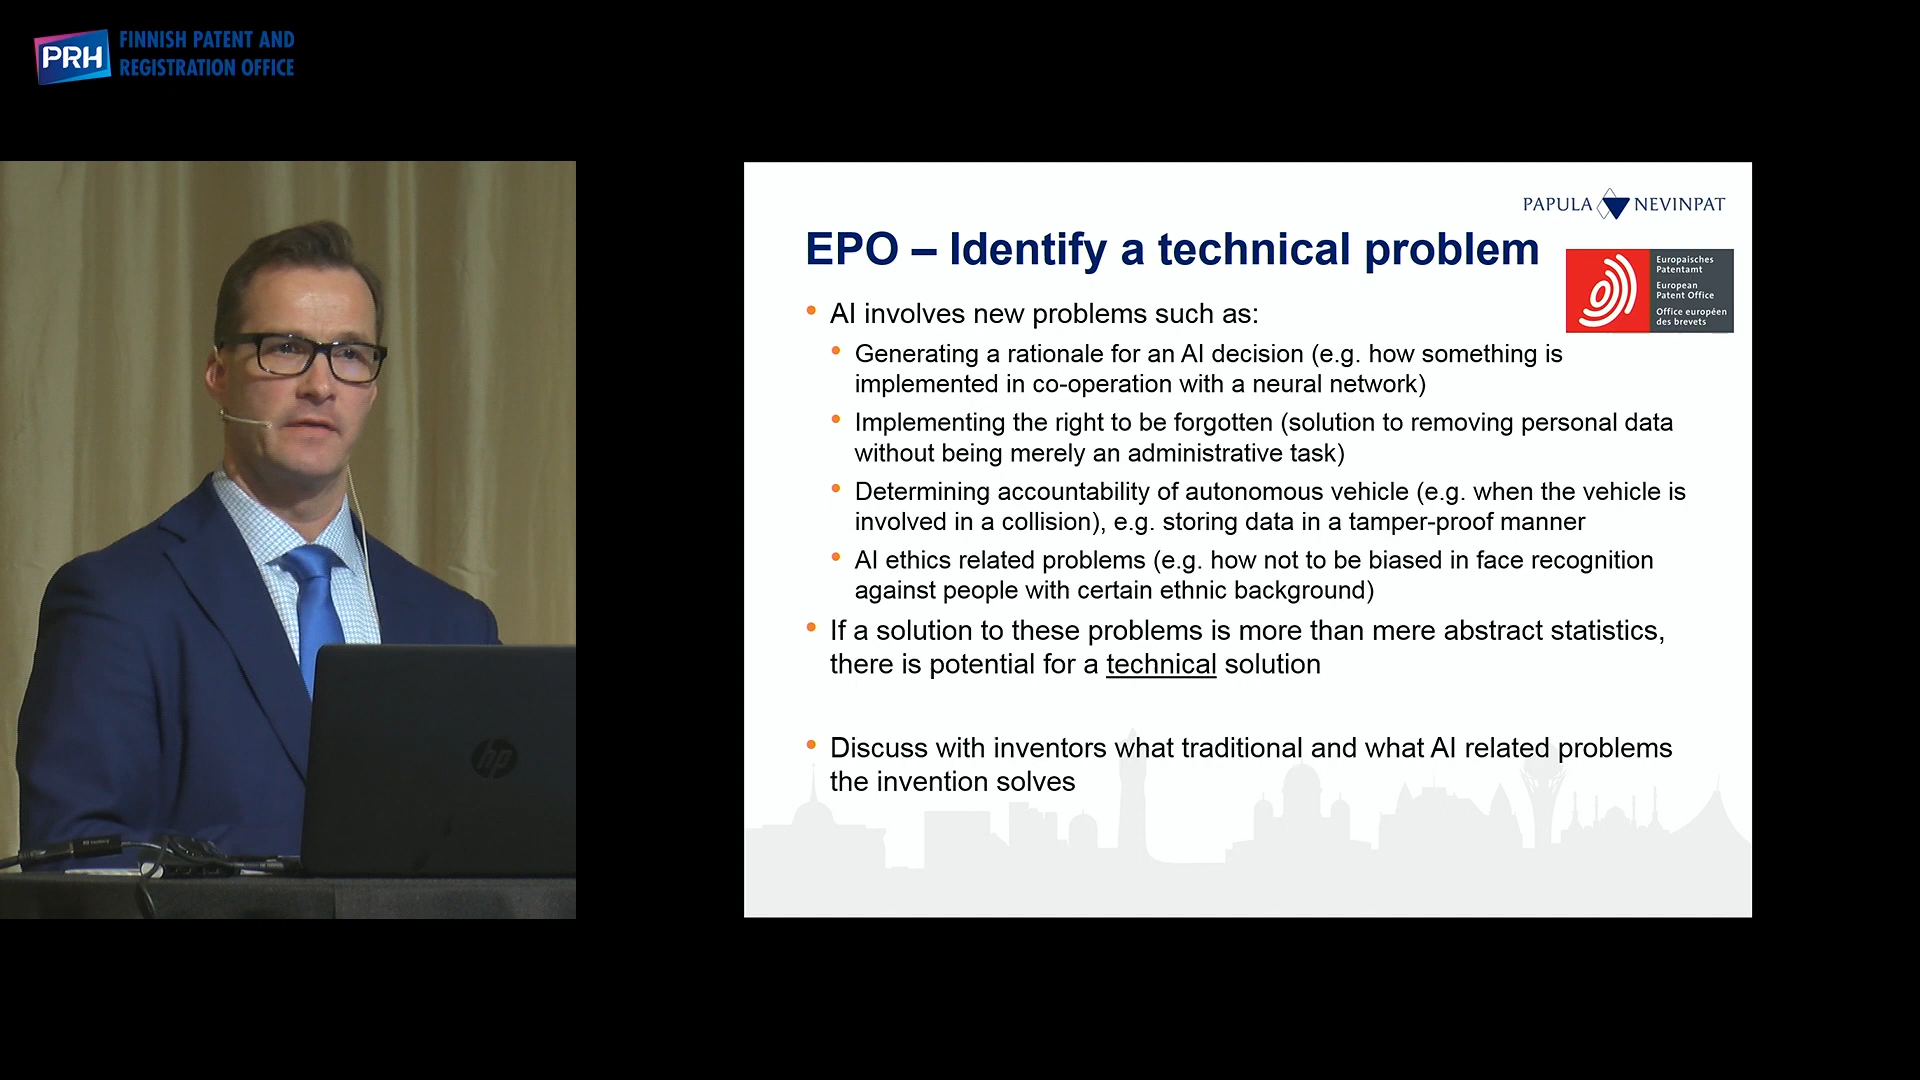 PRH FINNISH PATENT AND
REGISTRATION OFFICE
PAPULA NEVINPAT
EPO – Identify a technical problem
Europäisches
Patentamt
European
Patent Office
Office européen
des brevets
• AI involves new problems such as:
• Generating a rationale for an AI decision (e.g. how something is
implemented in co-operation with a neural network)
• Implementing the right to be forgotten (solution to removing personal data
without being merely an administrative task)
• Determining accountability of autonomous vehicle (e.g. when the vehicle is
involved in a collision), e.g. storing data in a tamper-proof manner
• AI ethics related problems (e.g. how not to be biased in face recognition
against people with certain ethnic background)
• If a solution to these problems is more than mere abstract statistics,
there is potential for a technical solution
• Discuss with inventors what traditional and what AI related problems
the invention solves
hp